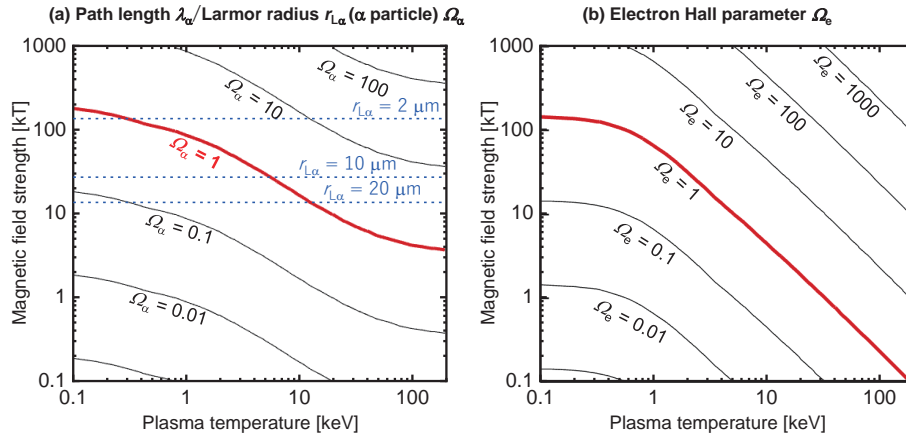 (a) Path length λα/Larmor radius rLα(α particle) Ωα
(b) Electron Hall parameter Ωe
Magnetic field strength [kT]
1000
100
10
1
0.1
0.1
1
10
100
Plasma temperature [keV]
Ωα = 100
Ωα = 10
rLα = 2 μm
Ωα = 1
rLα = 10 μm
rLα = 20 μm
Ωα = 0.1
Ωα = 0.01
Magnetic field strength [kT]
1000
100
10
1
0.1
0.1
1
10
100
Plasma temperature [keV]
Ωe = 1000
Ωe = 100
Ωe = 10
Ωe = 1
Ωe = 0.1
Ωe = 0.01